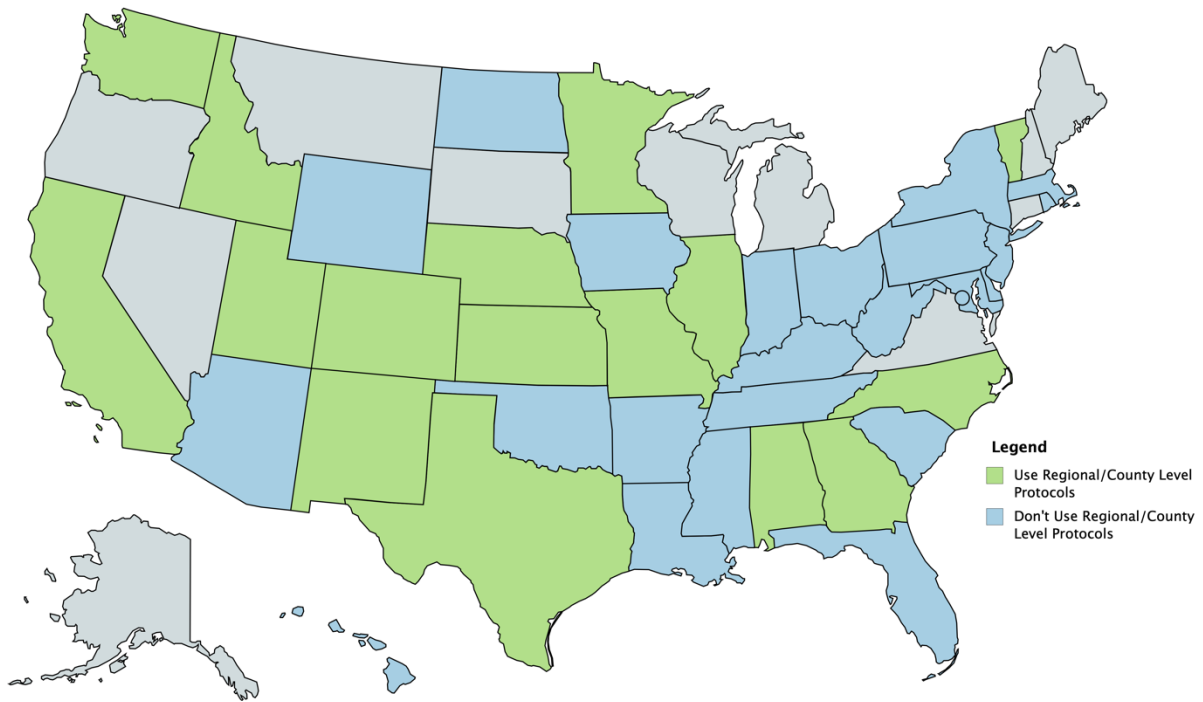 Legend
Use Regional/County Level
Protocols
Don't Use Regional/County
Level Protocols